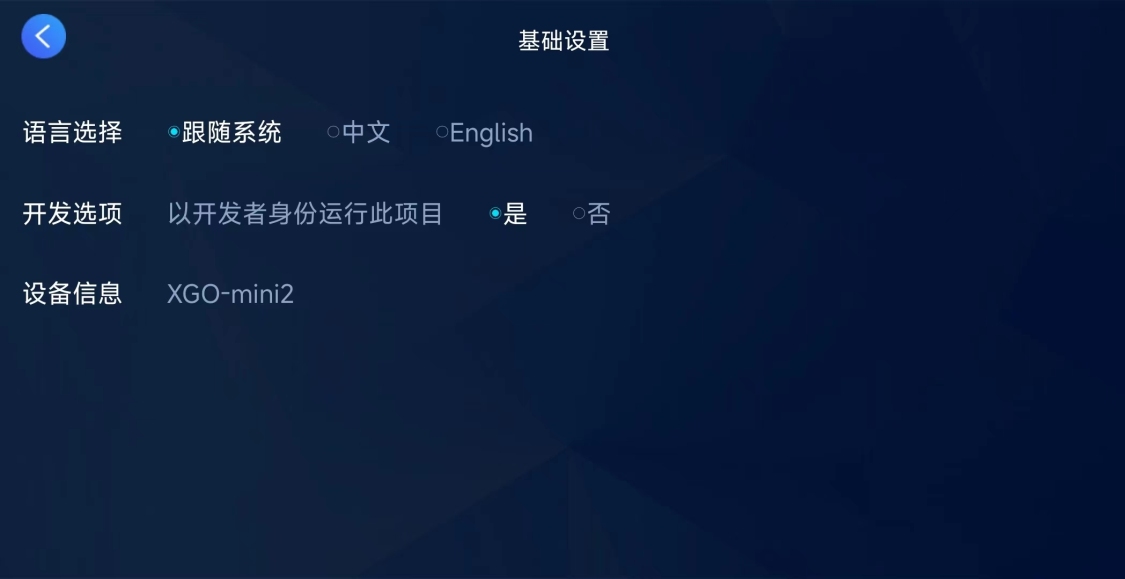 基础设置
语言选择 跟随系统 中文 English
开发选项 以开发者身份运行此项目 是 否
设备信息 XGO-mini2